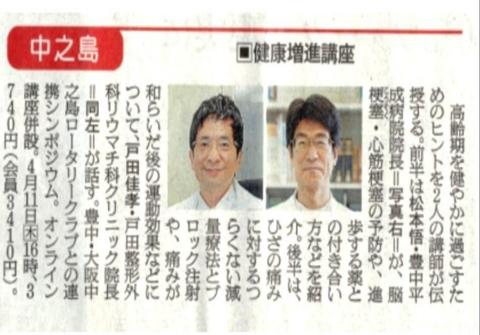 中之島
■健康増進講座
高齢期を健やかに過ごすた
めのヒントを2人の講師が伝
授する。前半は松本悟・豊中平
成病院院長=写真右=が、脳
梗塞・心筋梗塞の予防や、進
歩する薬と
の付き合い
方などを紹
介。後半は、
ひざの痛み
に対するつ
らくない減
量療法とブ
ロック注射
や、痛みが
和らいだ後の運動効果などに
ついて、戸田佳孝・戸田整形外
科リウマチ科クリニック院長
=同左=が話す。豊中・大阪中
之島ロータリークラブとの連
携シンポジウム。オンライン
講座併設。4月11日㊍16時、3
740円(会員3410円)。